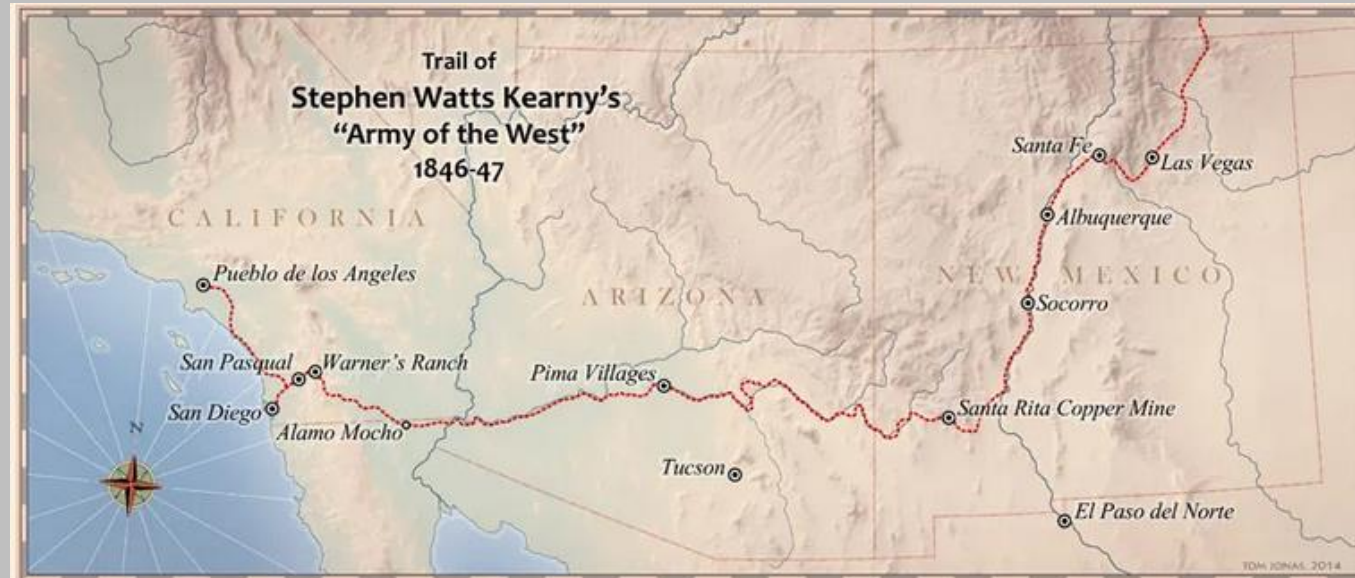 Trail of
Stephen Watts Kearny's
“Army of the West”
1846-47
Santa Fe
Las Vegas
CALIFORNIA
Albuquerque
Pueblo de los Angeles
NEW MEXICO
ARIZONA
Socorro
San Pasqual
Warner's Ranch
Pima Villages
San Diego
Santa Rita Copper Mine
Alamo Mocho
N
Tucson
El Paso del Norte
TOM JONAS, 2014